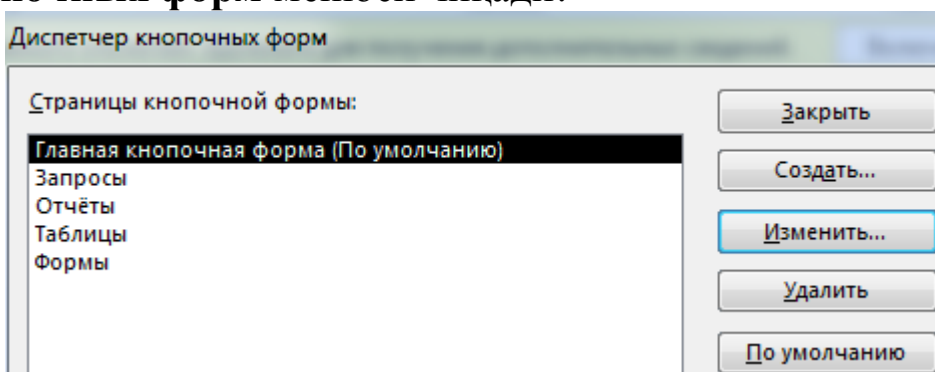 форм
Диспетчер кнопочных форм
Страницы кнопочной формы:
Главная кнопочная форма (По умолчанию)
Запросы
Отчёты
Таблицы
Формы
Закрыть
Создать...
Изменить...
Удалить
По умолчанию